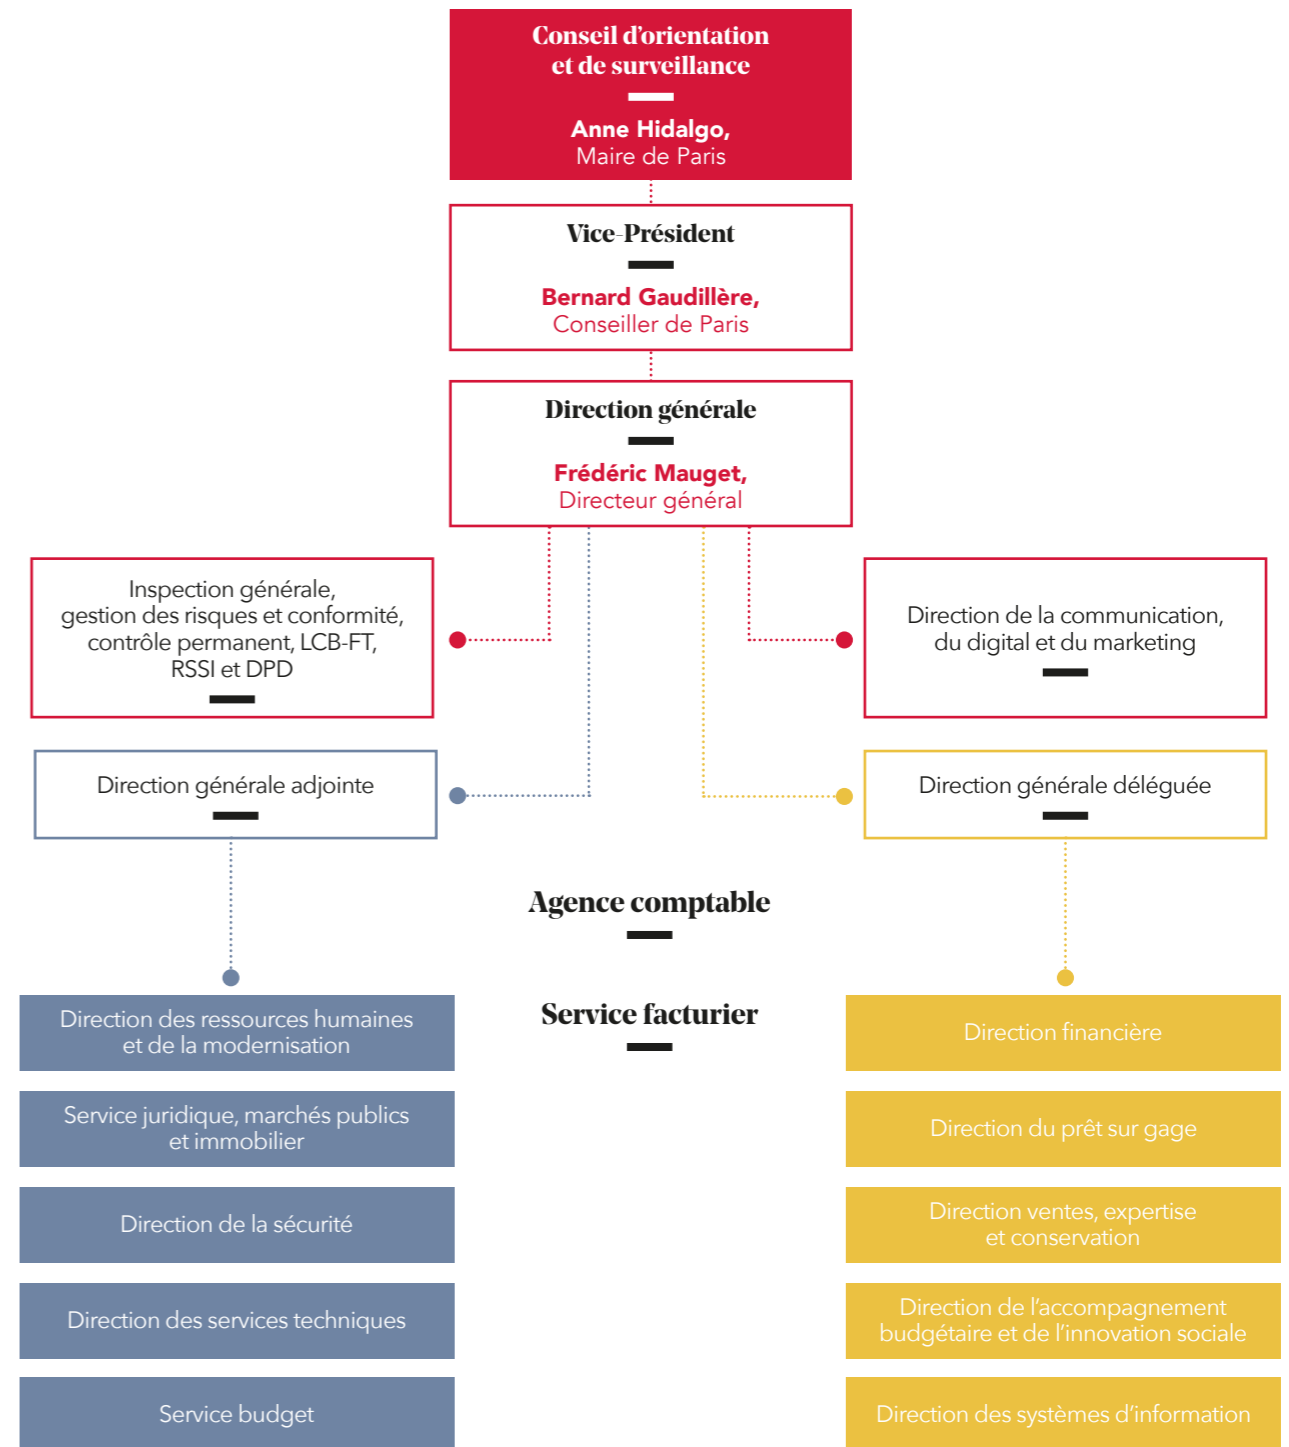 Conseil d’orientation
et de surveillance
Anne Hidalgo,
Maire de Paris
Vice-Président
Bernard Gaudillère,
Conseiller de Paris
Direction générale
Frédéric Mauget,
Directeur général
Inspection générale,
gestion des risques et conformité,
contrôle permanent, LCB-FT,
RSSI et DPD
Direction de la communication,
du digital et du marketing
Direction générale adjointe
Direction générale déléguée
Agence comptable
Service facturier
Direction des ressources humaines
et de la modernisation
Service juridique, marchés publics
et immobilier
Direction de la sécurité
Direction des services techniques
Service budget
Direction financière
Direction du prêt sur gage
Direction ventes, expertise
et conservation
Direction de l’accompagnement
budgétaire et de l’innovation sociale
Direction des systèmes d’information